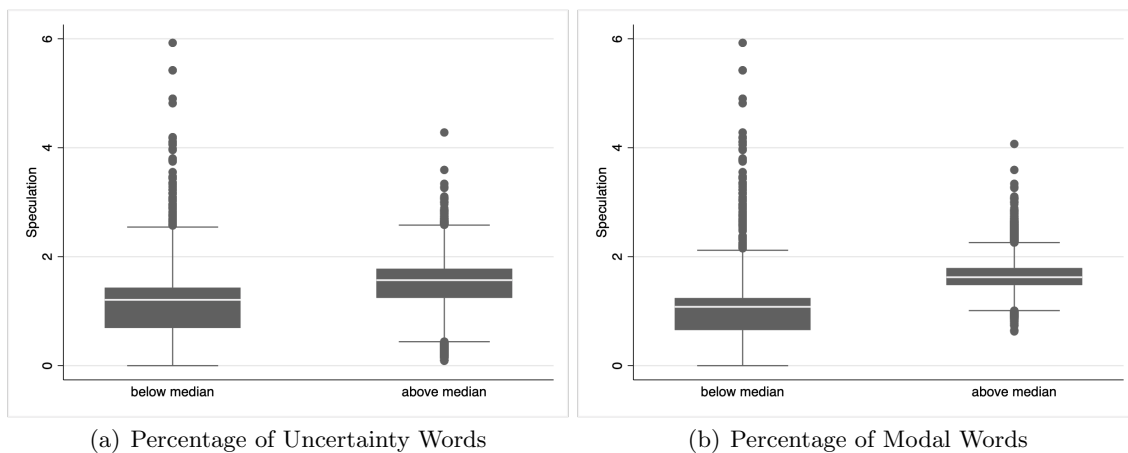 6
4
Speculation
2
0
below median
above median
(a) Percentage of Uncertainty Words
6
4
Speculation
2
0
below median
above median
(b) Percentage of Modal Words